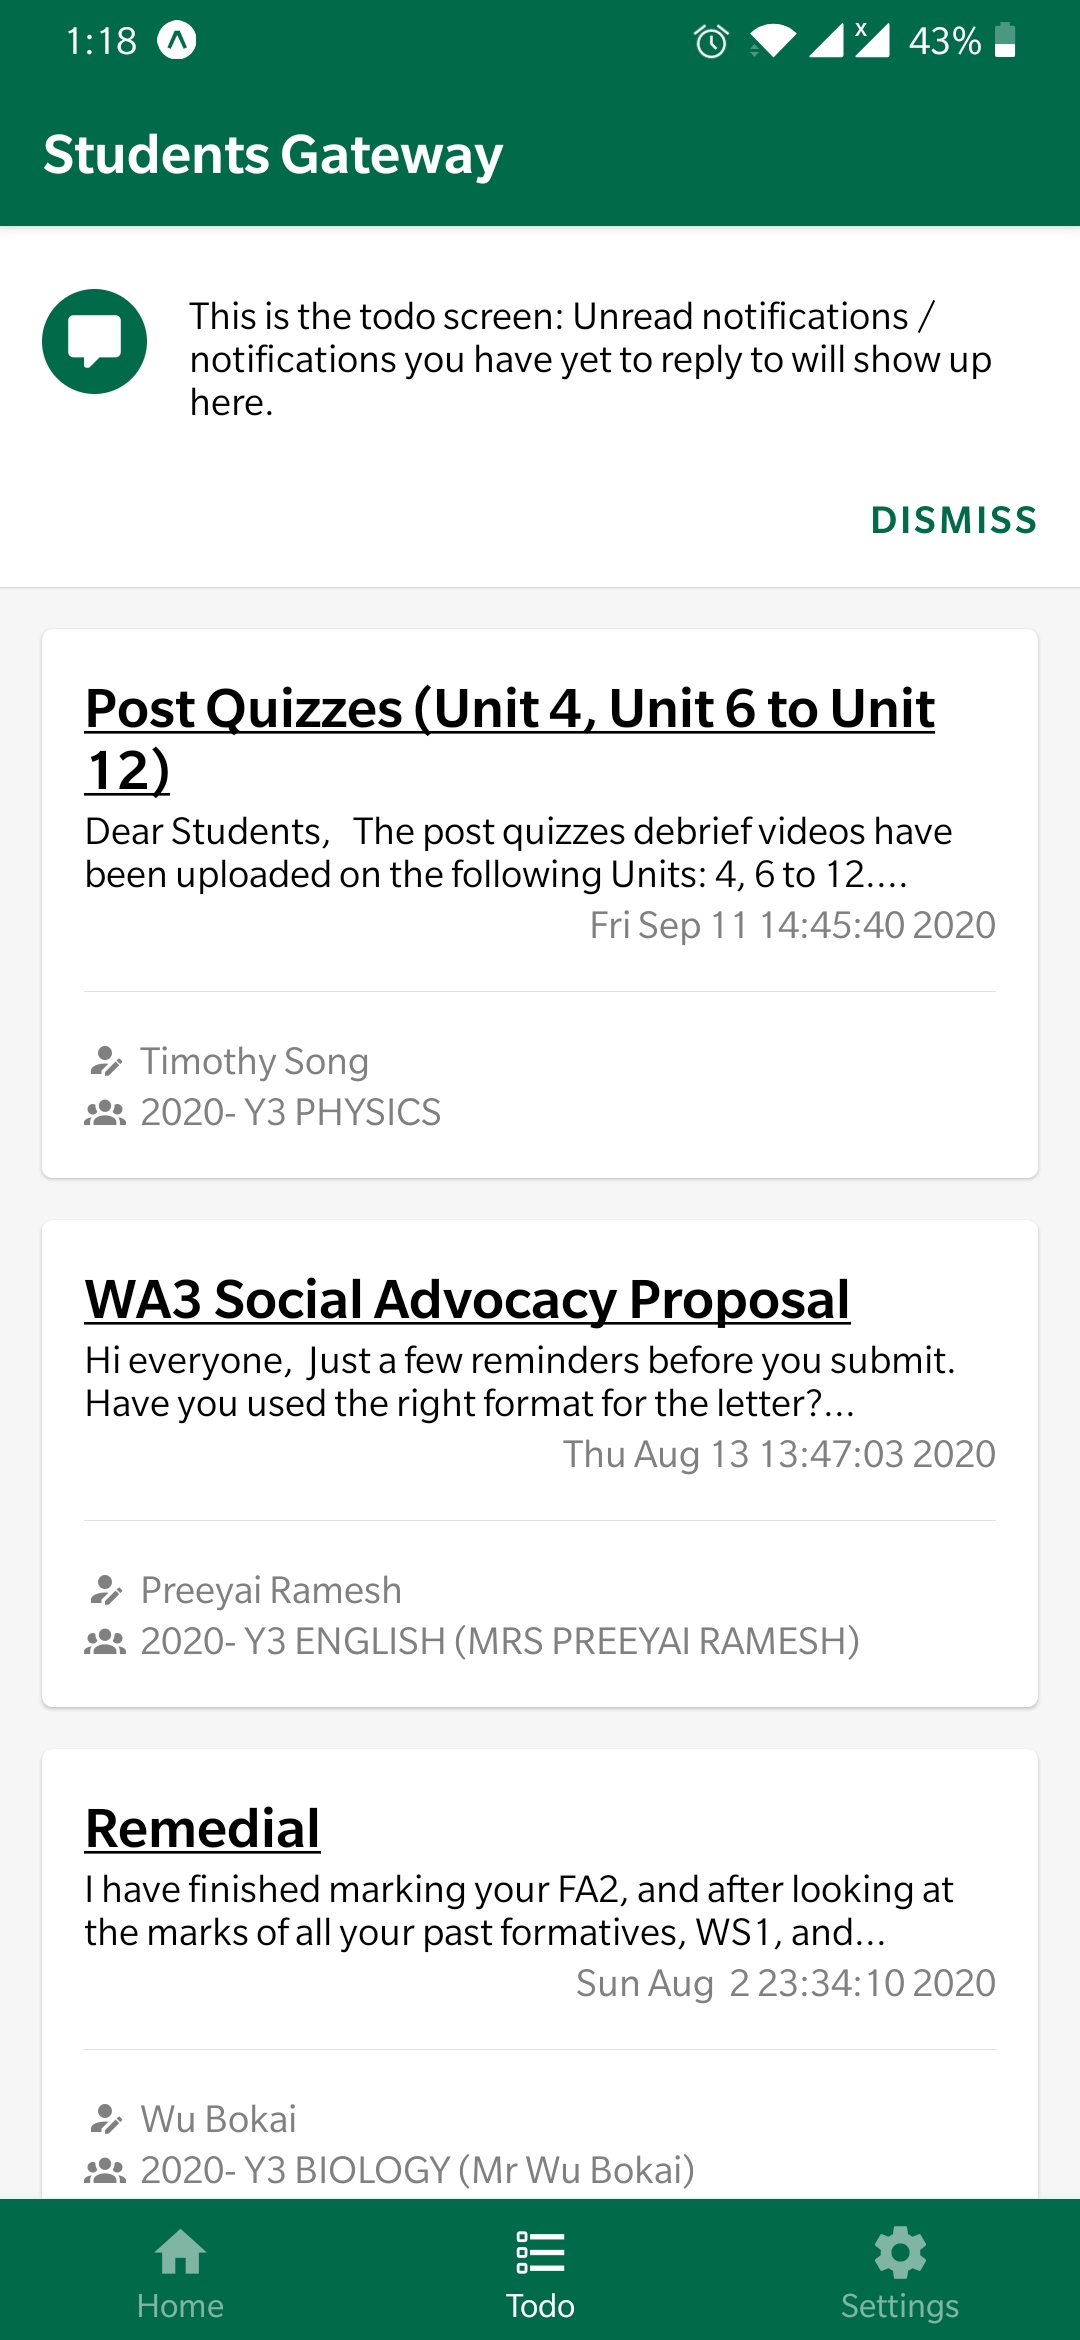 1:18
43%
Students Gateway
This is the todo screen: Unread notifications /
notifications you have yet to reply to will show up
here.
DISMISS
Post Quizzes (Unit 4, Unit 6 to Unit
12)
Dear Students,   The post quizzes debrief videos have
been uploaded on the following Units: 4, 6 to 12....
Fri Sep 11 14:45:40 2020
Timothy Song
2020- Y3 PHYSICS
WA3 Social Advocacy Proposal
Hi everyone,  Just a few reminders before you submit.
Have you used the right format for the letter?...
Thu Aug 13 13:47:03 2020
Preeyai Ramesh
2020- Y3 ENGLISH (MRS PREEYAI RAMESH)
Remedial
I have finished marking your FA2, and after looking at
the marks of all your past formatives, WS1, and...
Sun Aug  2 23:34:10 2020
Wu Bokai
2020- Y3 BIOLOGY (Mr Wu Bokai)
Home
Todo
Settings